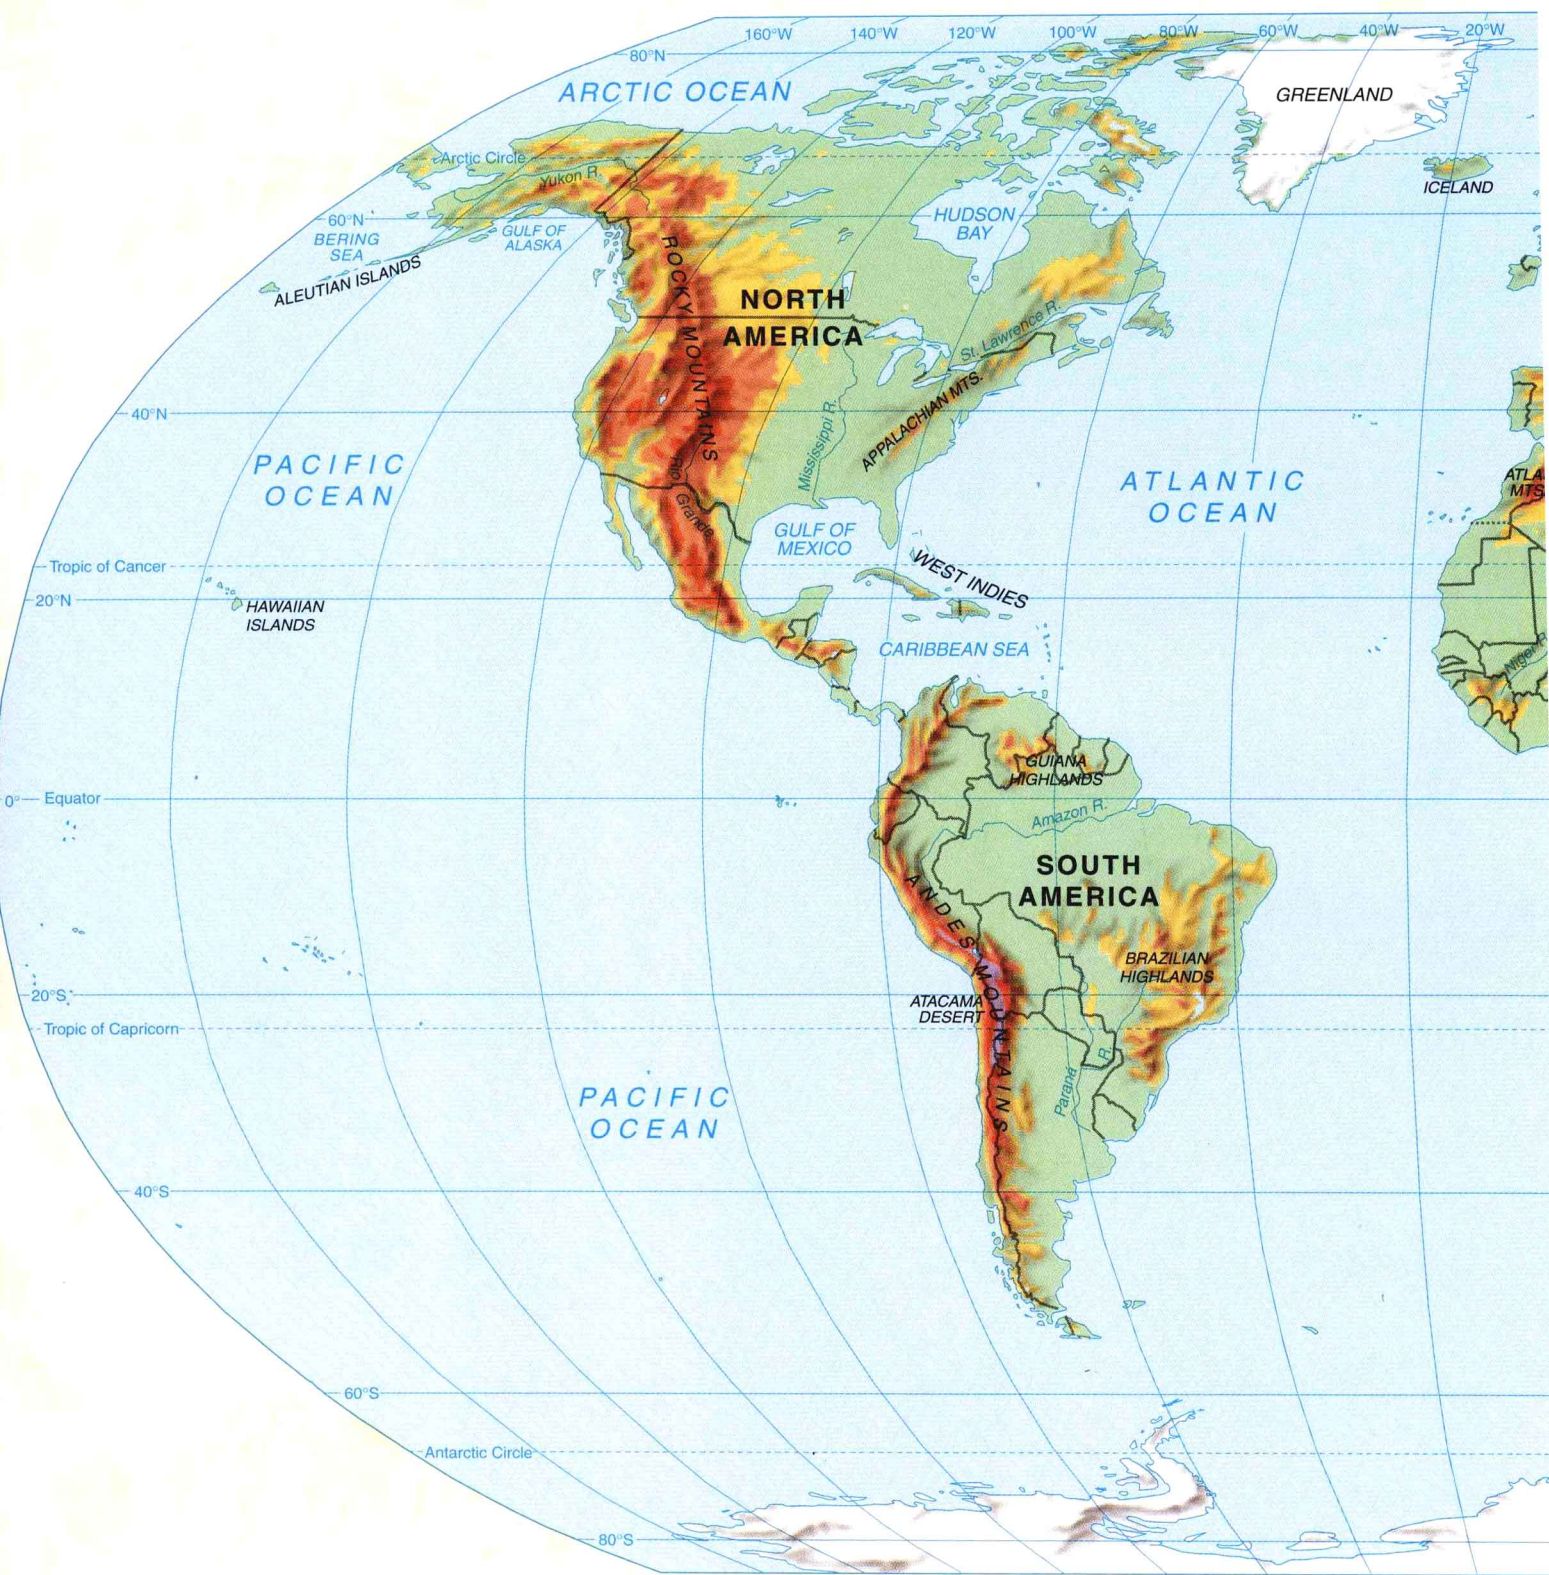 160°W
140°W
120°W
100°W
80°W
60°W
40°W
20°W
80°N
ARCTIC OCEAN
GREENLAND
Arctic Circle
Yukon R.
ICELAND
60°N
BERING
SEA
GULF OF
ALASKA
HUDSON
BAY
ALEUTIAN ISLANDS
ROCKY MOUNTAINS
NORTH
AMERICA
St. Lawrence R.
APPALACHIAN MTS.
40°N
Mississippi R.
PACIFIC
OCEAN
Rio Grande
ATLANTIC
OCEAN
ATLA
MTS
GULF OF
MEXICO
Tropic of Cancer
WEST INDIES
20°N
HAWAIIAN
ISLANDS
CARIBBEAN SEA
Niger R
GUIANA
HIGHLANDS
0°
Equator
Amazon R.
SOUTH
AMERICA
ANDES MOUNTAINS
BRAZILIAN
HIGHLANDS
20°S
ATACAMA
DESERT
Tropic of Capricorn
Paraná R.
PACIFIC
OCEAN
40°S
60°S
Antarctic Circle
80°S